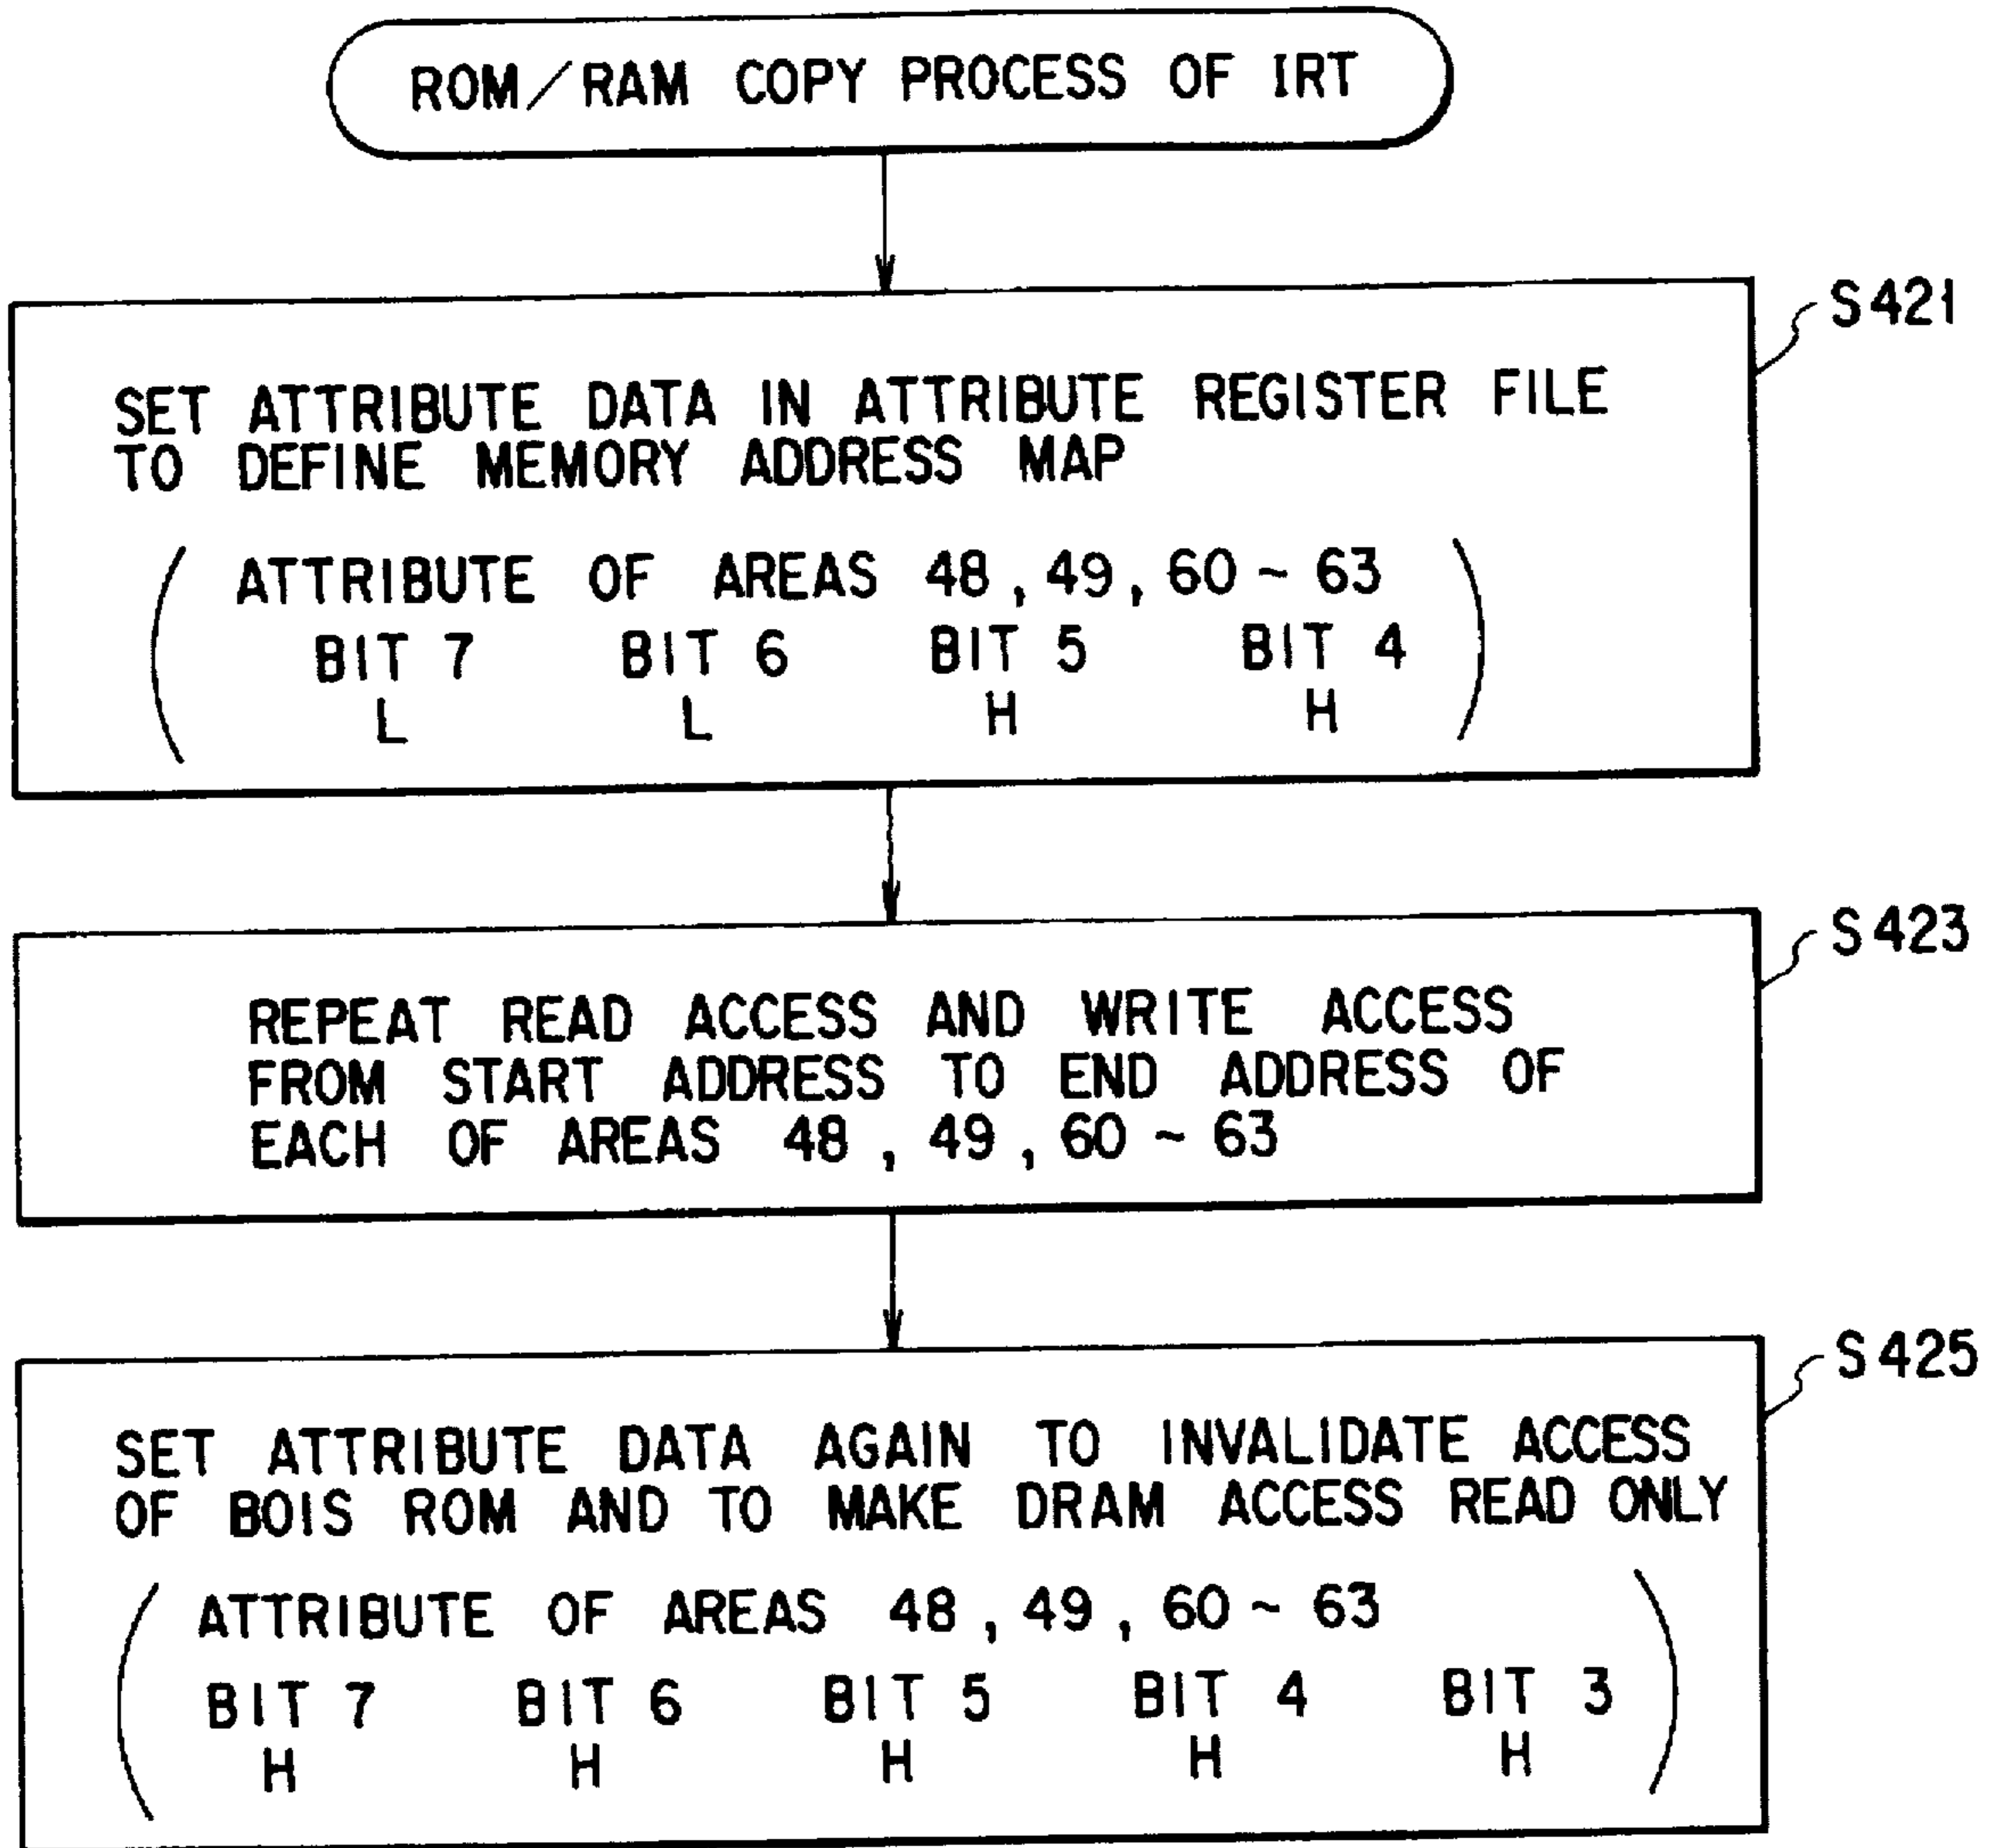 ROM/RAM COPY PROCESS OF IRT
S421
SET ATTRIBUTE DATA IN ATTRIBUTE REGISTER FILE
TO DEFINE MEMORY ADDRESS MAP
ATTRIBUTE OF AREAS 48, 49, 60 ~ 63
BIT 7 BIT 6 BIT 5 BIT 4
L L H H
S423
REPEAT READ ACCESS AND WRITE ACCESS
FROM START ADDRESS TO END ADDRESS OF
EACH OF AREAS 48, 49, 60 ~ 63
S425
SET ATTRIBUTE DATA AGAIN TO INVALIDATE ACCESS
OF BOIS ROM AND TO MAKE DRAM ACCESS READ ONLY
ATTRIBUTE OF AREAS 48, 49, 60 ~ 63
BIT 7 BIT 6 BIT 5 BIT 4 BIT 3
H H H H H